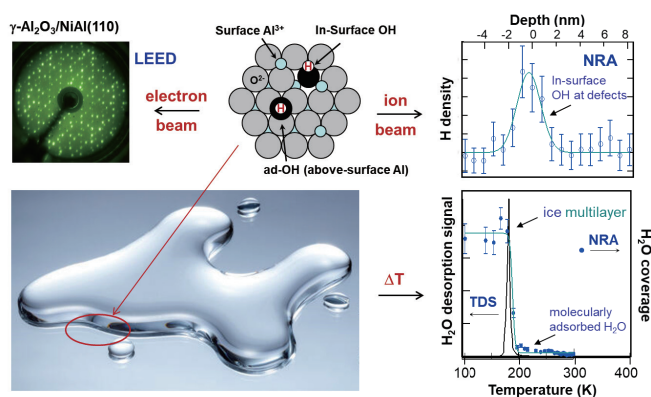 γ-Al₂O₃/NiAl(110)
LEED
electron
beam
Surface Al³⁺
In-Surface OH
O²⁻
H
H
ad-OH (above-surface Al)
ion
beam
Depth (nm)
-4 -2 0 2 4 6 8
NRA
In-surface
OH at defects
H density
ΔT
ice multilayer
NRA
TDS
molecularly
adsorbed H₂O
H₂O desorption signal
H₂O coverage
100 200 300 400
Temperature (K)